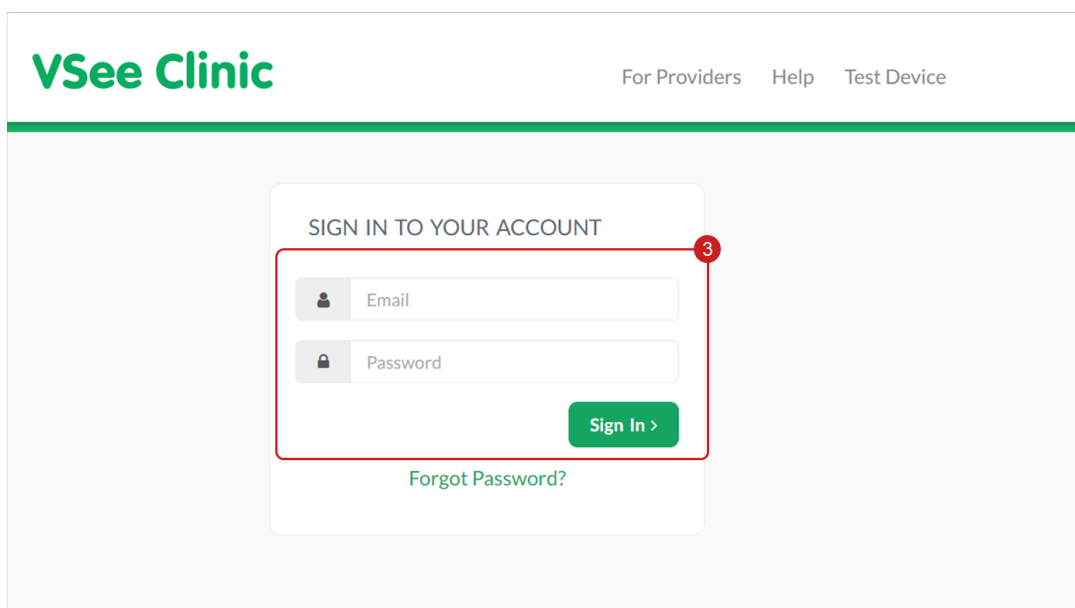 VSee Clinic
For Providers Help Test Device
SIGN IN TO YOUR ACCOUNT
3
Email
Password
Sign In >
Forgot Password?